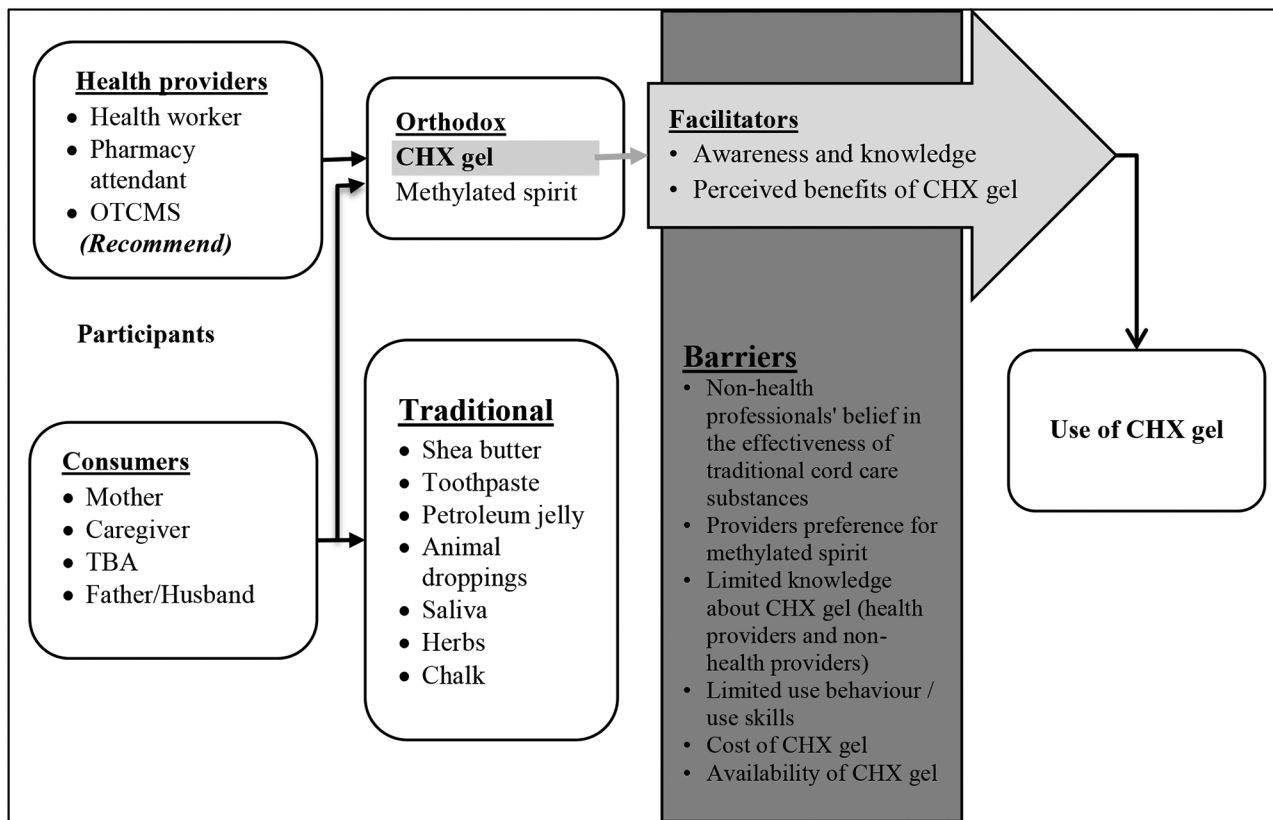 Health providers
• Health worker
• Pharmacy
attendant
• OTCMS
(Recommend)
Participants
Consumers
• Mother
• Caregiver
• TBA
• Father/Husband
Orthodox
CHX gel
Methylated spirit
Traditional
• Shea butter
• Toothpaste
• Petroleum jelly
• Animal
droppings
• Saliva
• Herbs
• Chalk
Facilitators
• Awareness and knowledge
• Perceived benefits of CHX gel
Barriers
• Non-health
professionals' belief in
the effectiveness of
traditional cord care
substances
• Providers preference for
methylated spirit
• Limited knowledge
about CHX gel (health
providers and non-
health providers)
• Limited use behaviour /
use skills
• Cost of CHX gel
• Availability of CHX gel
Use of CHX gel